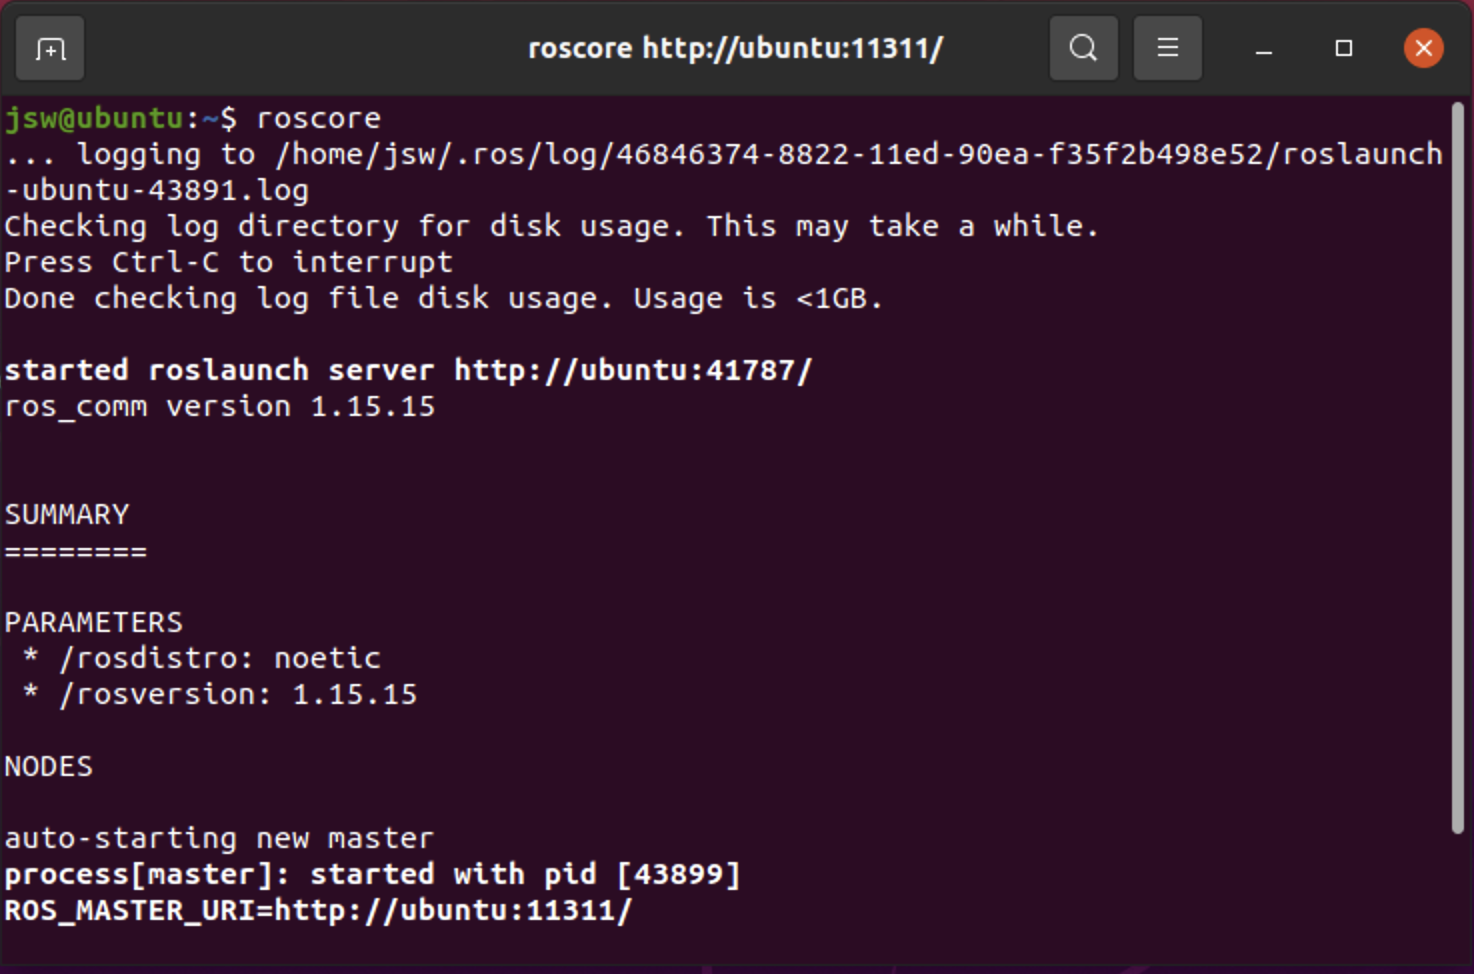 roscore http://ubuntu:11311/
jsw@ubuntu:~$ roscore
... logging to /home/jsw/.ros/log/46846374-8822-11ed-90ea-f35f2b498e52/roslaunch
-ubuntu-43891.log
Checking log directory for disk usage. This may take a while.
Press Ctrl-C to interrupt
Done checking log file disk usage. Usage is <1GB.
started roslaunch server http://ubuntu:41787/
ros_comm version 1.15.15
SUMMARY
========
PARAMETERS
 * /rosdistro: noetic
 * /rosversion: 1.15.15
NODES
auto-starting new master
process[master]: started with pid [43899]
ROS_MASTER_URI=http://ubuntu:11311/